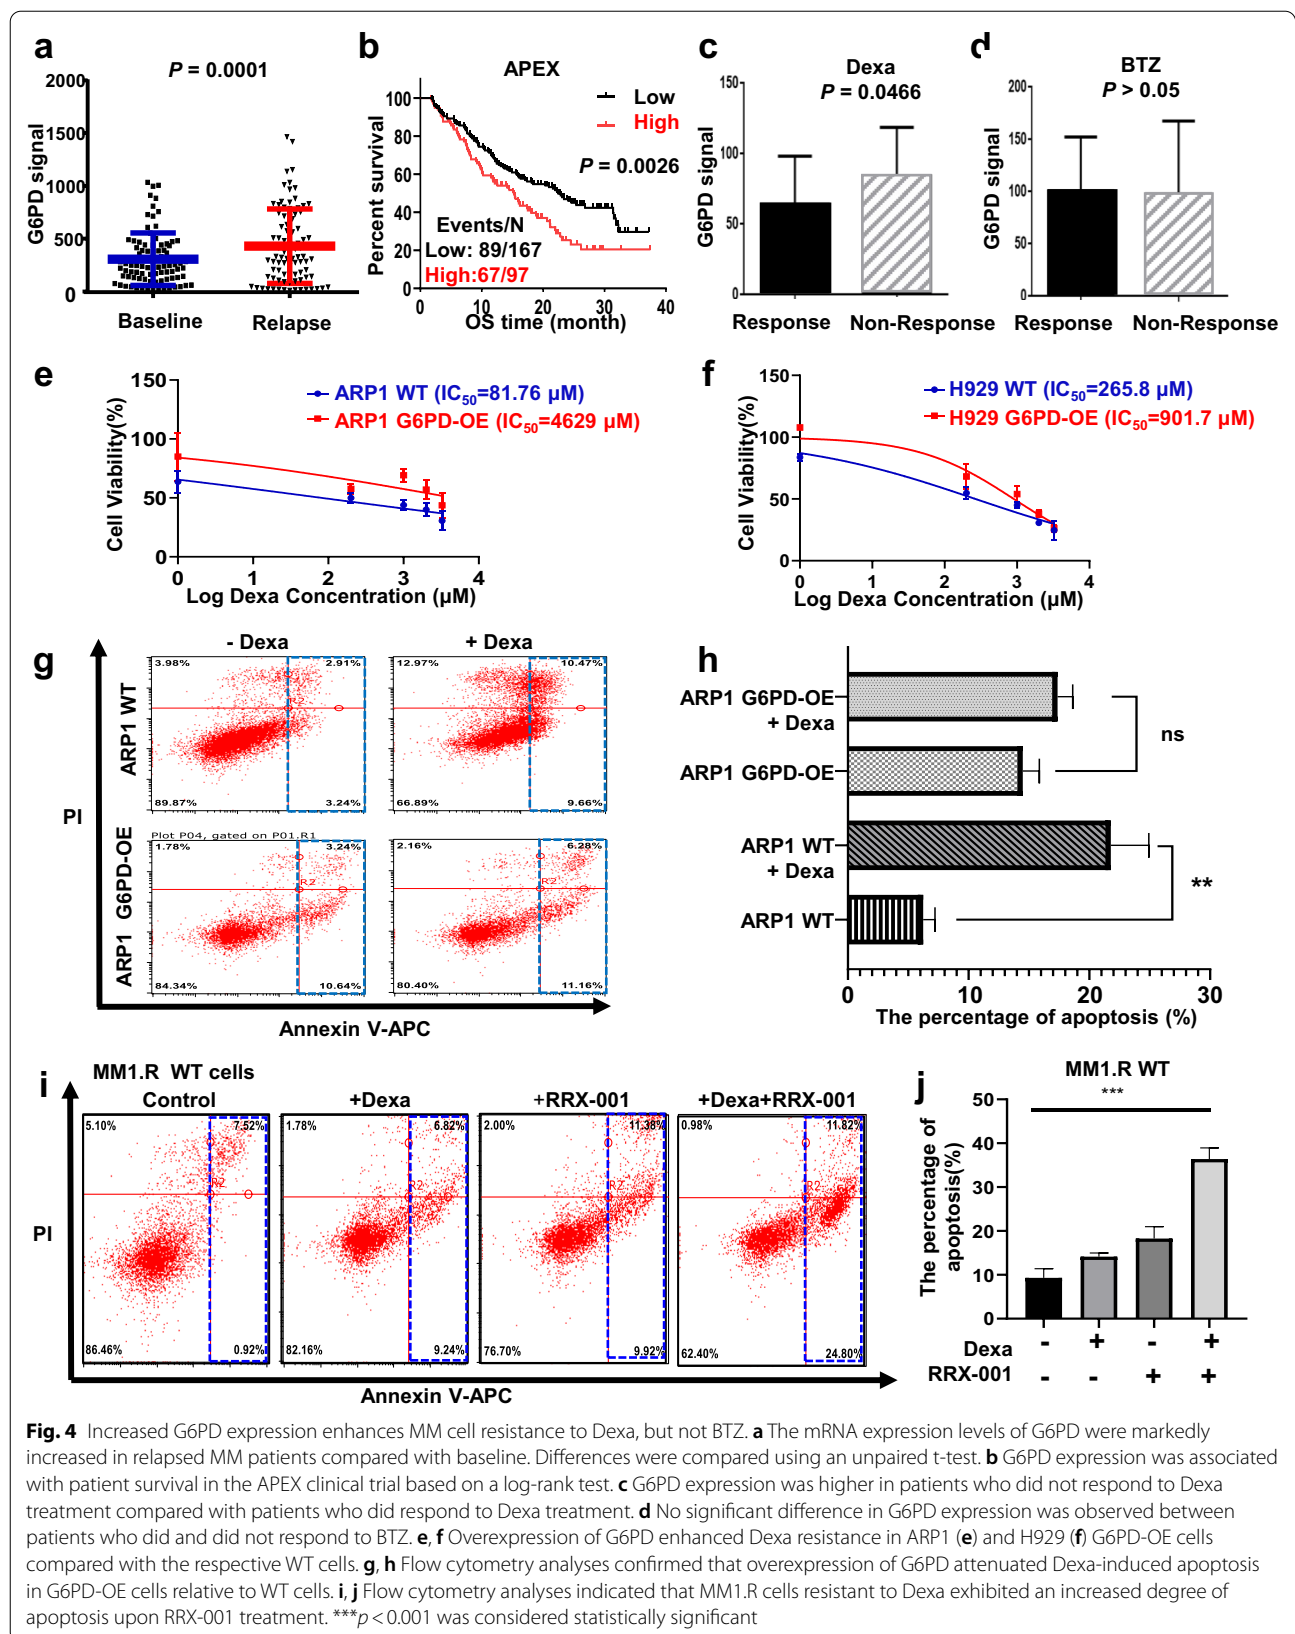 a
P = 0.0001
G6PD signal
2000
1500
1000
500
0
Baseline Relapse
b
APEX
Percent survival
100
80
60
40
20
0
Low
High
P = 0.0026
Events/N
Low: 89/167
High:67/97
0 10 20 30 40
OS time (month)
c
Dexa
P = 0.0466
G6PD signal
150
100
50
0
Response Non-Response
d
BTZ
P > 0.05
G6PD signal
200
150
100
50
0
Response Non-Response
e
Cell Viability(%)
150
100
50
0
ARP1 WT (IC50=81.76 µM)
ARP1 G6PD-OE (IC50=4629 µM)
0 1 2 3 4
Log Dexa Concentration (µM)
f
Cell Viability(%)
150
100
50
0
H929 WT (IC50=265.8 µM)
H929 G6PD-OE (IC50=901.7 µM)
0 1 2 3 4
Log Dexa Concentration (µM)
g
- Dexa + Dexa
PI
ARP1 WT
3.98% 2.91%
R2
89.87% 3.24%
12.97% 10.47%
66.89% 9.66%
ARP1 G6PD-OE
Plot P04, gated on P01.R1
1.78% 3.24%
R2
84.34% 10.64%
2.16% 6.28%
R2
80.40% 11.16%
Annexin V-APC
h
ARP1 G6PD-OE
+ Dexa
ARP1 G6PD-OE
ns
ARP1 WT
+ Dexa
ARP1 WT
**
0 10 20 30
The percentage of apoptosis (%)
i
MM1.R WT cells
Control +Dexa +RRX-001 +Dexa+RRX-001
PI
5.10% 7.52%
R2
86.46% 0.92%
1.78% 6.82%
R2
82.16% 9.24%
2.00% 11.38%
R2
76.70% 9.92%
0.98% 11.82%
R2
62.40% 24.80%
Annexin V-APC
j
MM1.R WT
***
The percentage of
apoptosis(%)
50
40
30
20
10
0
Dexa - + - +
RRX-001 - - + +
Fig. 4 Increased G6PD expression enhances MM cell resistance to Dexa, but not BTZ. a The mRNA expression levels of G6PD were markedly
increased in relapsed MM patients compared with baseline. Differences were compared using an unpaired t-test. b G6PD expression was associated
with patient survival in the APEX clinical trial based on a log-rank test. c G6PD expression was higher in patients who did not respond to Dexa
treatment compared with patients who did respond to Dexa treatment. d No significant difference in G6PD expression was observed between
patients who did and did not respond to BTZ. e, f Overexpression of G6PD enhanced Dexa resistance in ARP1 (e) and H929 (f) G6PD-OE cells
compared with the respective WT cells. g, h Flow cytometry analyses confirmed that overexpression of G6PD attenuated Dexa-induced apoptosis
in G6PD-OE cells relative to WT cells. i, j Flow cytometry analyses indicated that MM1.R cells resistant to Dexa exhibited an increased degree of
apoptosis upon RRX-001 treatment. ***p < 0.001 was considered statistically significant